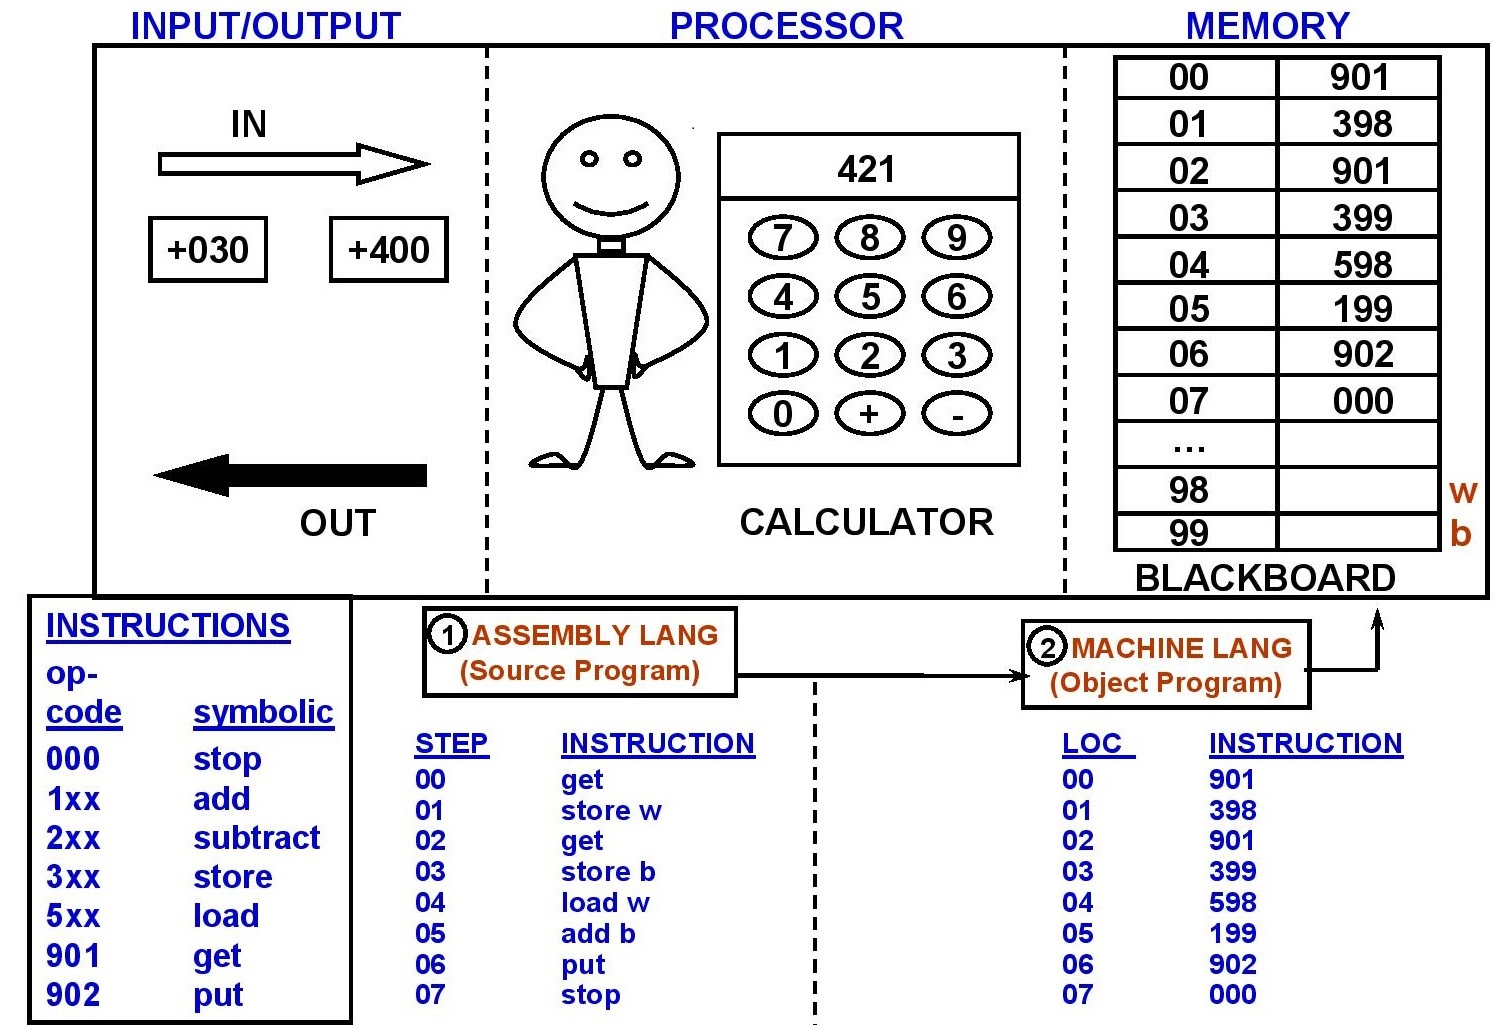 INPUT/OUTPUT PROCESSOR MEMORY
IN
+030 +400
OUT
421
7 8 9
4 5 6
1 2 3
0 + -
CALCULATOR
00 901
01 398
02 901
03 399
04 598
05 199
06 902
07 000
...
98 w
99 b
BLACKBOARD
INSTRUCTIONS
op-
code symbolic
000 stop
1xx add
2xx subtract
3xx store
5xx load
901 get
902 put
1 ASSEMBLY LANG
(Source Program)
STEP INSTRUCTION
00 get
01 store w
02 get
03 store b
04 load w
05 add b
06 put
07 stop
2 MACHINE LANG
(Object Program)
LOC INSTRUCTION
00 901
01 398
02 901
03 399
04 598
05 199
06 902
07 000